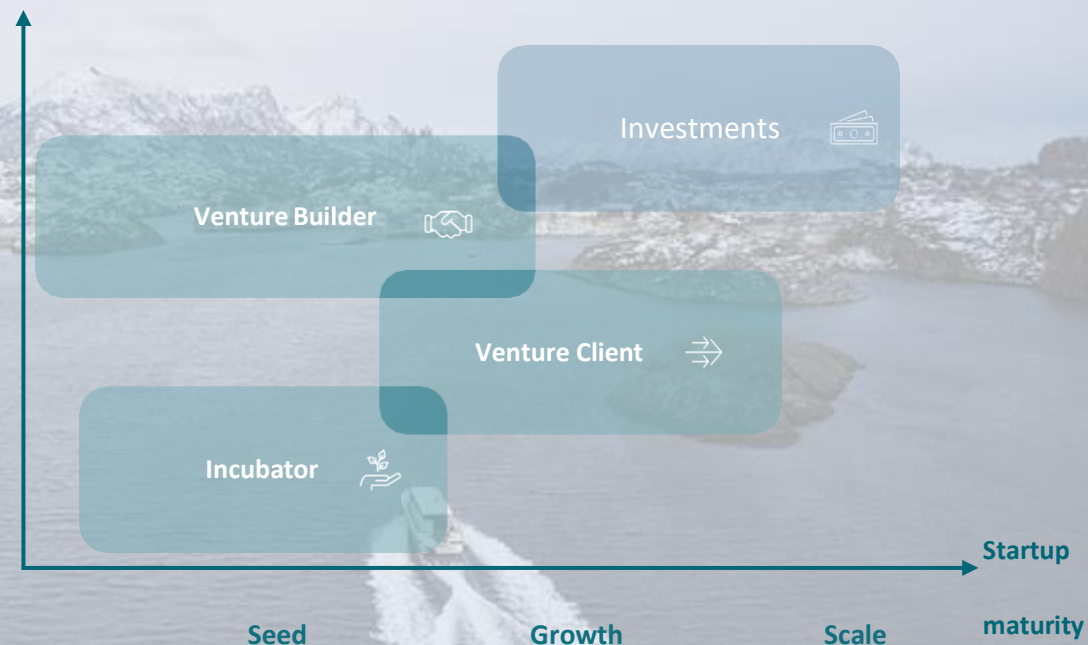 Investments
Venture Builder
Venture Client
Incubator
Startup
maturity
Seed
Growth
Scale